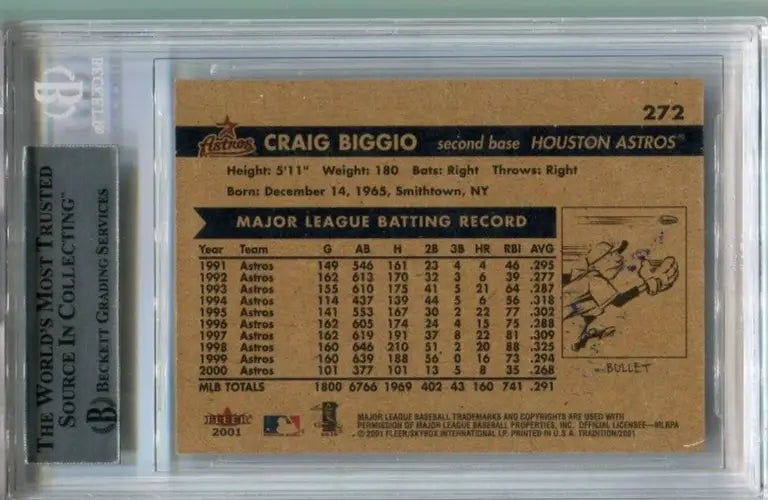 272
Astros CRAIG BIGGIO second base HOUSTON ASTROS®
Height: 5'11" Weight: 180 Bats: Right Throws: Right
Born: December 14, 1965, Smithtown, NY
MAJOR LEAGUE BATTING RECORD
Year Team G AB H 2B 3B HR RBI AVG
1991 Astros 149 546 161 23 4 4 46 .295
1992 Astros 162 613 170 32 3 6 39 .277
1993 Astros 155 610 175 41 5 21 64 .287
1994 Astros 114 437 139 44 5 6 56 .318
1995 Astros 141 553 167 30 2 22 77 .302
1996 Astros 162 605 174 24 4 15 75 .288
1997 Astros 162 619 191 37 8 22 81 .309
1998 Astros 160 646 210 51 2 20 88 .325
1999 Astros 160 639 188 56 0 16 73 .294
2000 Astros 101 377 101 13 5 8 35 .268
MLB TOTALS 1800 6766 1969 402 43 160 741 .291
BULLET
FLEER
2001
MAJOR LEAGUE BASEBALL TRADEMARKS AND COPYRIGHTS ARE USED WITH
PERMISSION OF MAJOR LEAGUE BASEBALL PROPERTIES, INC. OFFICIAL LICENSEE—MLBPA
© 2001 FLEER/SKYBOX INTERNATIONAL LP. PRINTED IN U.S.A. TRADITION/2001
THE WORLD'S MOST TRUSTED
SOURCE IN COLLECTING™
BECKETT GRADING SERVICES
BECKETT